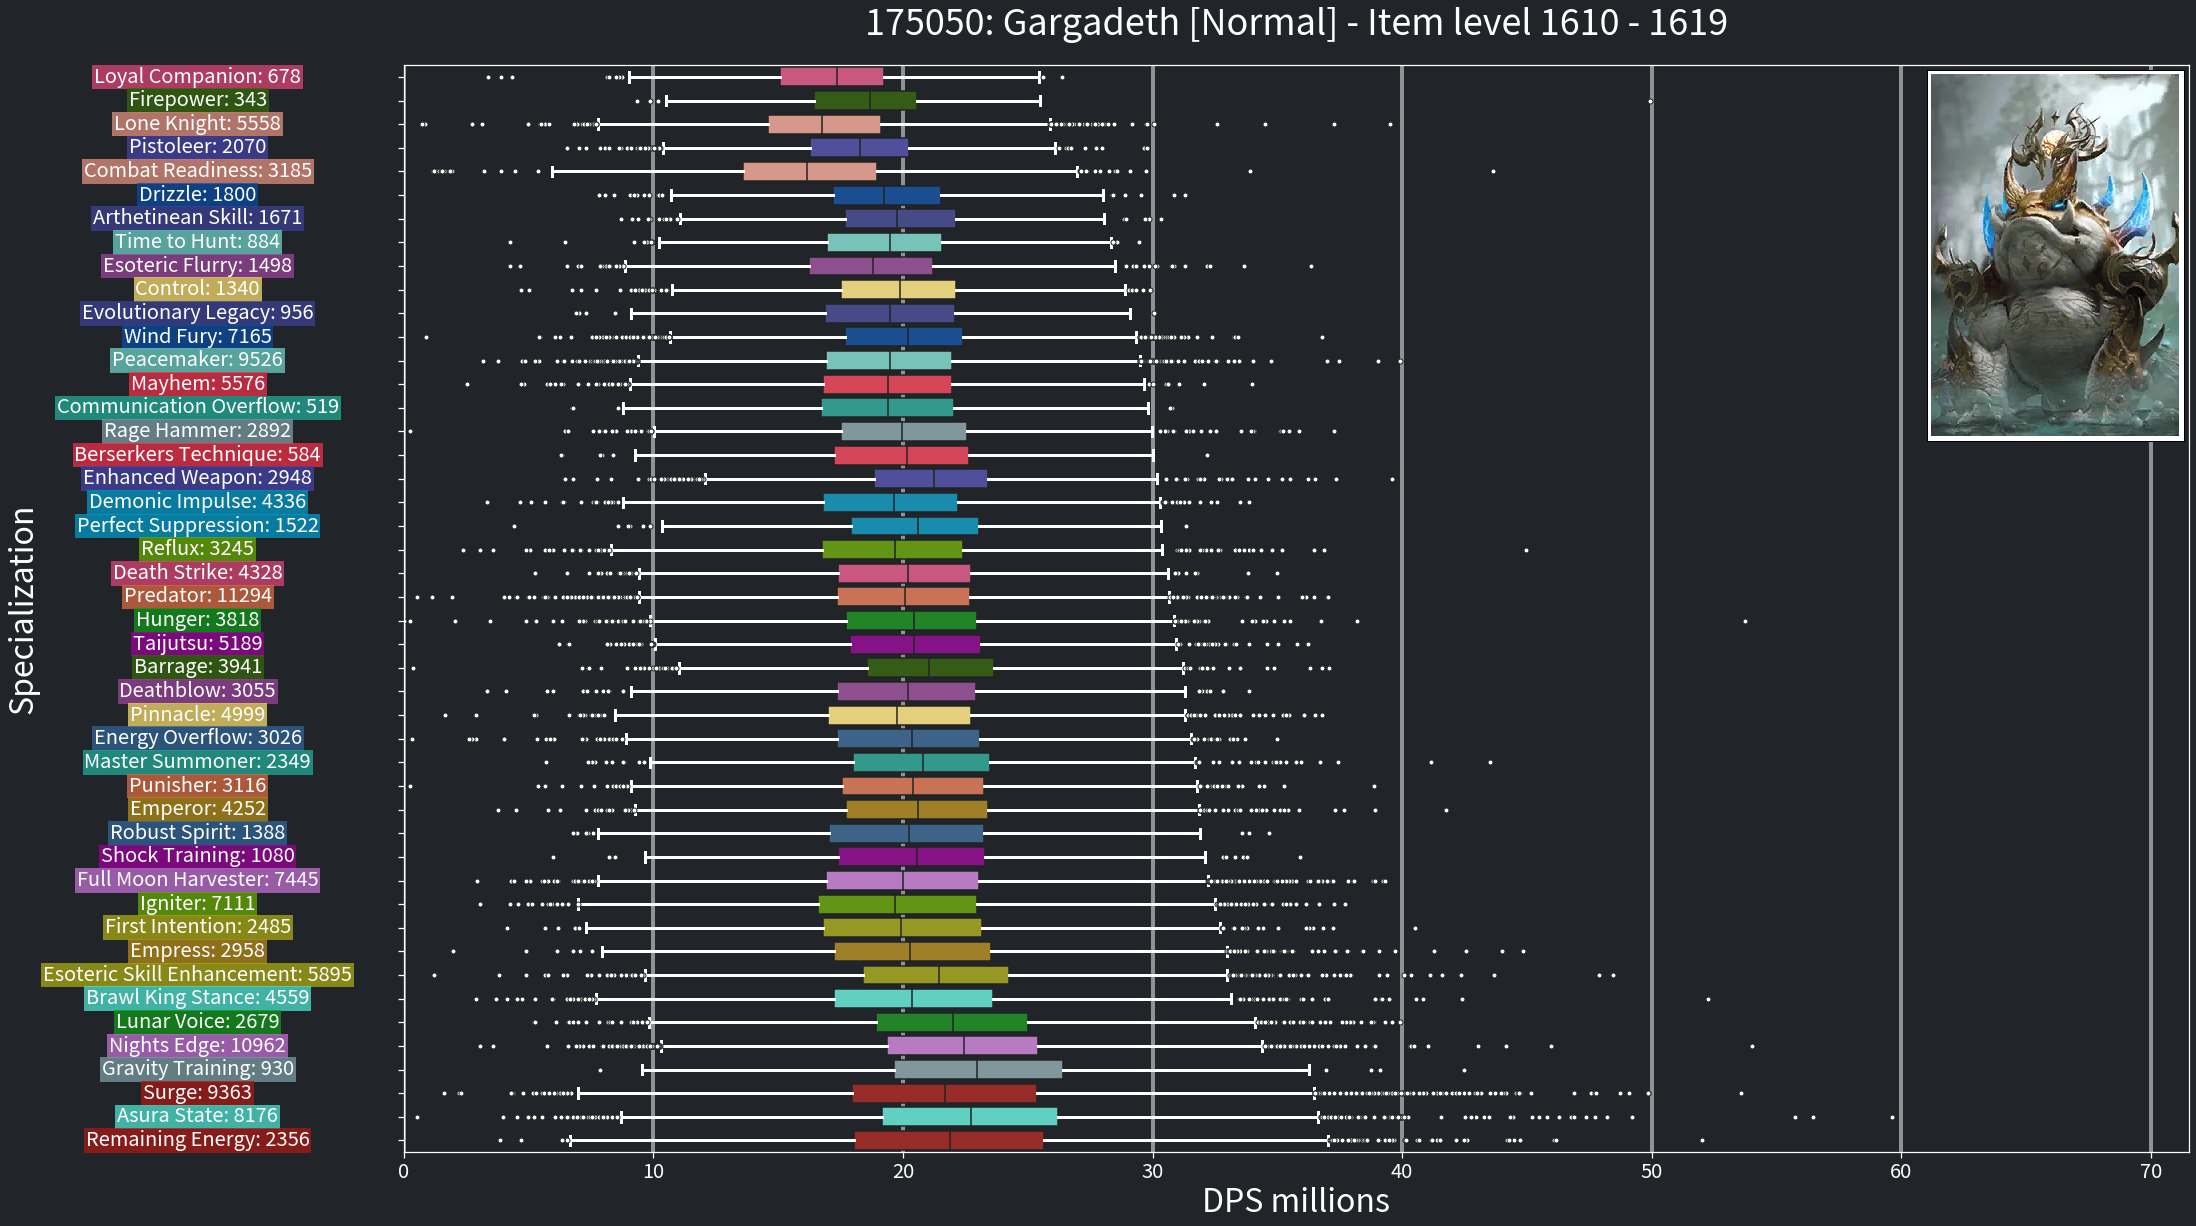 175050: Gargadeth [Normal] - Item level 1610 - 1619
Specialization
Loyal Companion: 678
Firepower: 343
Lone Knight: 5558
Pistoleer: 2070
Combat Readiness: 3185
Drizzle: 1800
Arthetinean Skill: 1671
Time to Hunt: 884
Esoteric Flurry: 1498
Control: 1340
Evolutionary Legacy: 956
Wind Fury: 7165
Peacemaker: 9526
Mayhem: 5576
Communication Overflow: 519
Rage Hammer: 2892
Berserkers Technique: 584
Enhanced Weapon: 2948
Demonic Impulse: 4336
Perfect Suppression: 1522
Reflux: 3245
Death Strike: 4328
Predator: 11294
Hunger: 3818
Taijutsu: 5189
Barrage: 3941
Deathblow: 3055
Pinnacle: 4999
Energy Overflow: 3026
Master Summoner: 2349
Punisher: 3116
Emperor: 4252
Robust Spirit: 1388
Shock Training: 1080
Full Moon Harvester: 7445
Igniter: 7111
First Intention: 2485
Empress: 2958
Esoteric Skill Enhancement: 5895
Brawl King Stance: 4559
Lunar Voice: 2679
Nights Edge: 10962
Gravity Training: 930
Surge: 9363
Asura State: 8176
Remaining Energy: 2356
0 10 20 30 40 50 60 70
DPS millions